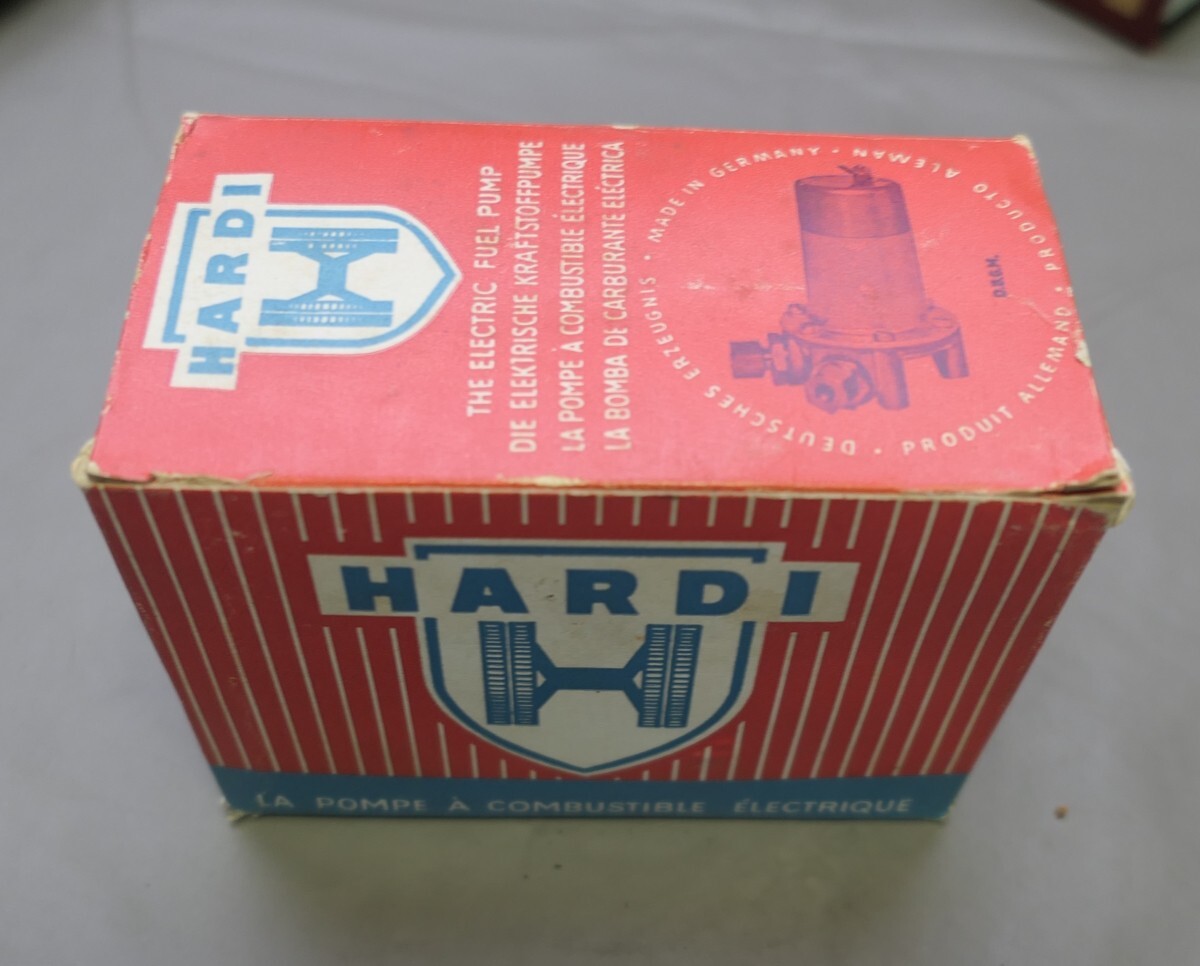 HARDI
THE ELECTRIC FUEL PUMP
DIE ELEKTRISCHE KRAFTSTOFFPUMPE
LA POMPE À COMBUSTIBLE ÉLECTRIQUE
LA BOMBA DE CARBURANTE ELÉCTRICA
DEUTSCHES ERZEUGNIS · MADE IN GERMANY · PRODUCTO ALEMAN · PRODUIT ALLEMAND ·
D.B.G.M.
HARDI
LA POMPE À COMBUSTIBLE ÉLECTRIQUE